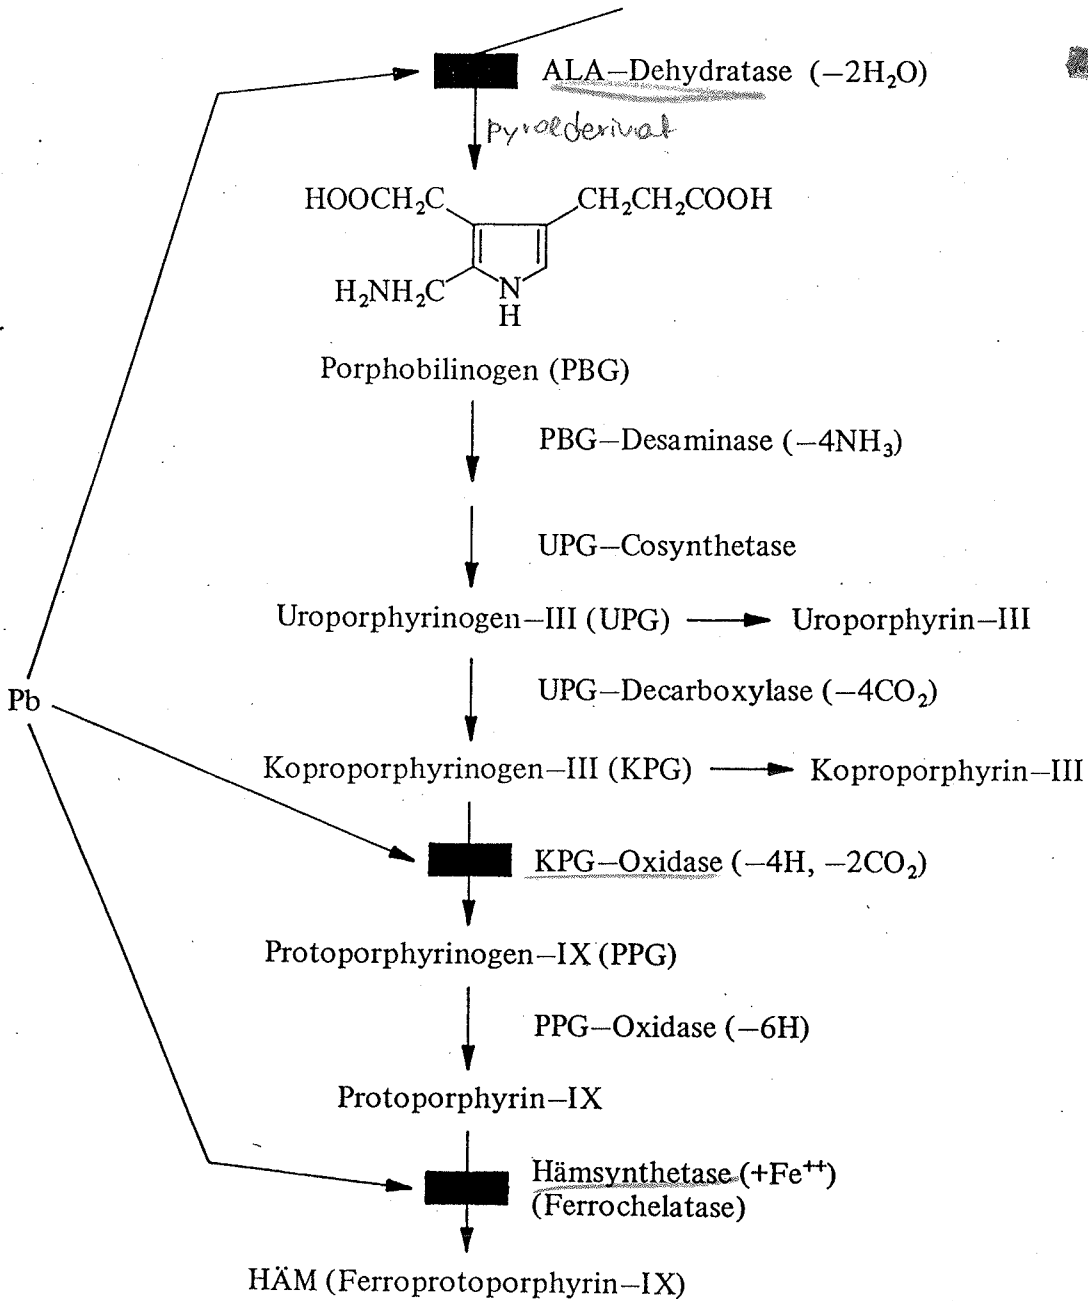 ALA–Dehydratase (−2H₂O)
pyrolderivat
HOOCH₂C
CH₂CH₂COOH
H₂NH₂C
N
H
Porphobilinogen (PBG)
PBG–Desaminase (−4NH₃)
UPG–Cosynthetase
Uroporphyrinogen–III (UPG)
Uroporphyrin–III
Pb
UPG–Decarboxylase (−4CO₂)
Koproporphyrinogen–III (KPG)
Koproporphyrin–III
KPG–Oxidase (−4H, −2CO₂)
Protoporphyrinogen–IX (PPG)
PPG–Oxidase (−6H)
Protoporphyrin–IX
Hämsynthetase (+Fe⁺⁺)
(Ferrochelatase)
HÄM (Ferroprotoporphyrin–IX)